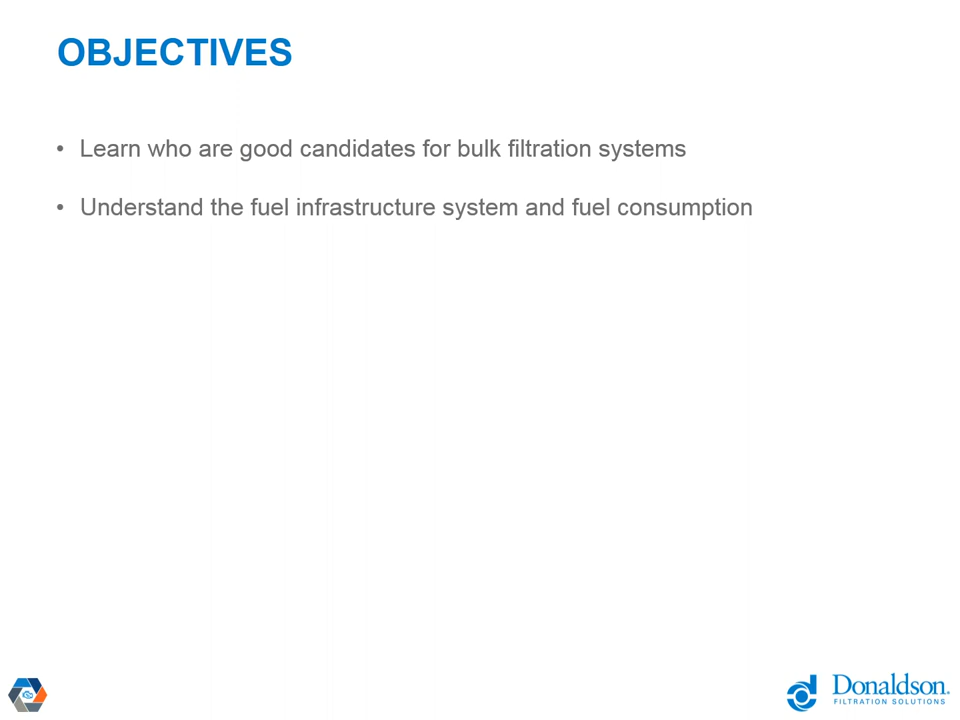 OBJECTIVES
• Learn who are good candidates for bulk filtration systems
• Understand the fuel infrastructure system and fuel consumption
Donaldson.
FILTRATION SOLUTIONS